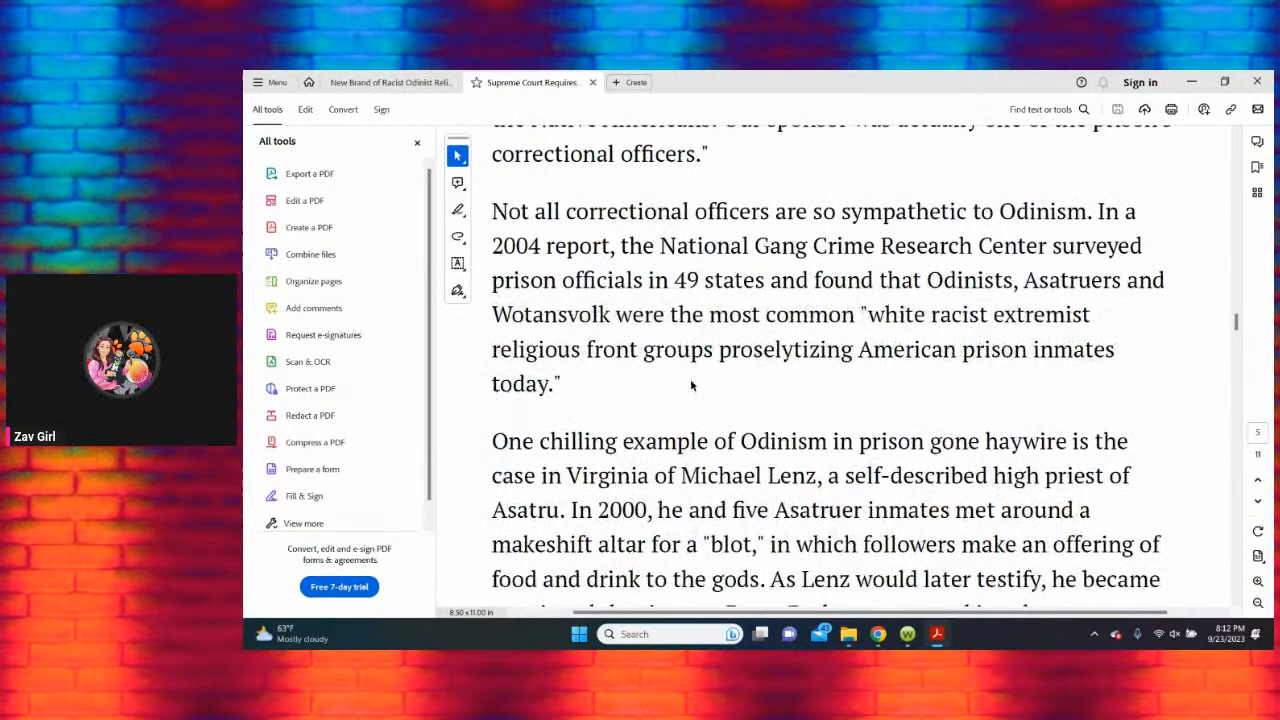 Menu
New Brand of Racist Odinist Reli...
Supreme Court Requires...
Create
Sign in
All tools
Edit
Convert
Sign
Find text or tools
All tools
Export a PDF
Edit a PDF
Create a PDF
Combine files
Organize pages
Add comments
Request e-signatures
Scan & OCR
Protect a PDF
Redact a PDF
Compress a PDF
Prepare a form
Fill & Sign
View more
Convert, edit and e-sign PDF
forms & agreements.
Free 7-day trial
correctional officers."
Not all correctional officers are so sympathetic to Odinism. In a
2004 report, the National Gang Crime Research Center surveyed
prison officials in 49 states and found that Odinists, Asatruers and
Wotansvolk were the most common "white racist extremist
religious front groups proselytizing American prison inmates
today."
One chilling example of Odinism in prison gone haywire is the
case in Virginia of Michael Lenz, a self-described high priest of
Asatru. In 2000, he and five Asatruer inmates met around a
makeshift altar for a "blot," in which followers make an offering of
food and drink to the gods. As Lenz would later testify, he became
8.50 x 11.00 in
5
11
Zav Girl
63°F
Mostly cloudy
Search
8:12 PM
9/23/2023